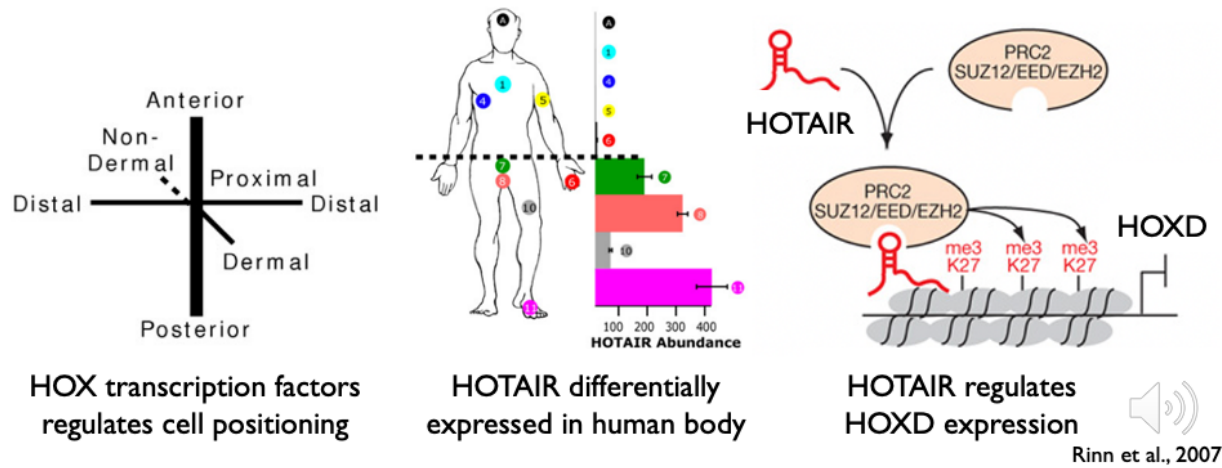 Anterior
Non-
Dermal
Proximal
Distal
Distal
Dermal
Posterior
HOX transcription factors
regulates cell positioning
A
1
4
5
6
7
8
10
11
A
1
4
5
6
7
8
10
11
100 200 300 400
HOTAIR Abundance
HOTAIR differentially
expressed in human body
PRC2
SUZ12/EED/EZH2
HOTAIR
PRC2
SUZ12/EED/EZH2
HOXD
me3 me3 me3
K27 K27 K27
HOTAIR regulates
HOXD expression
Rinn et al., 2007